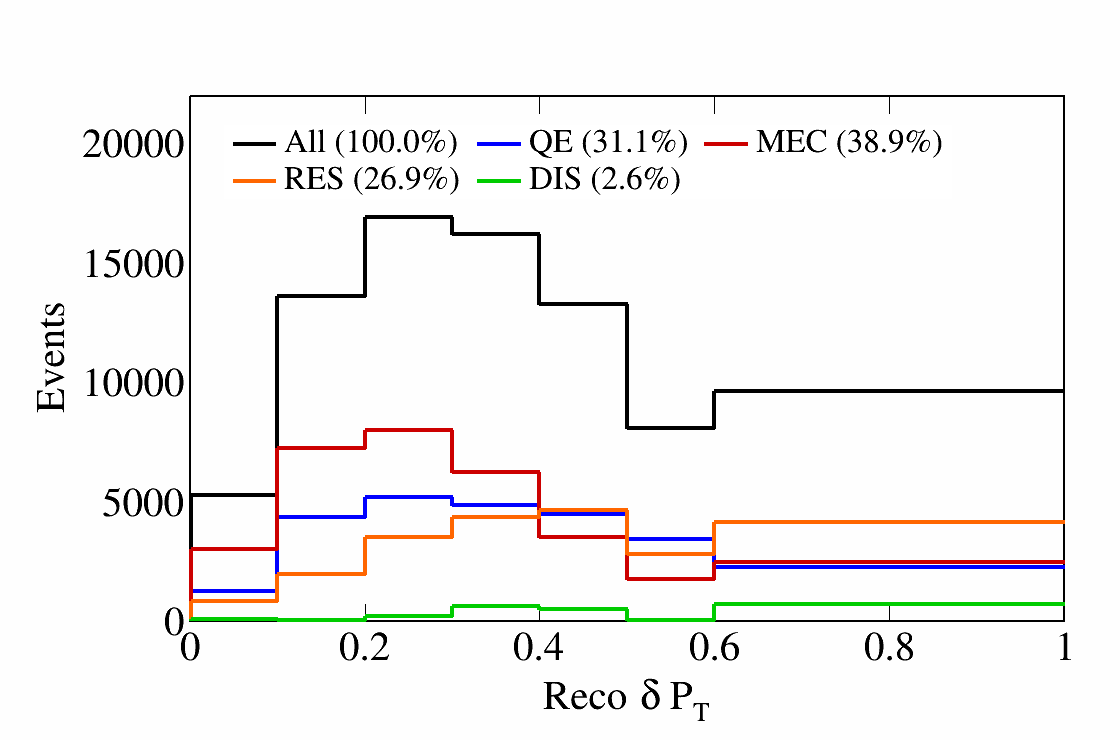 20000
15000
10000
5000
0
All (100.0%) QE (31.1%) MEC (38.9%)
RES (26.9%) DIS (2.6%)
Events
0 0.2 0.4 0.6 0.8 1
Reco δ P_T